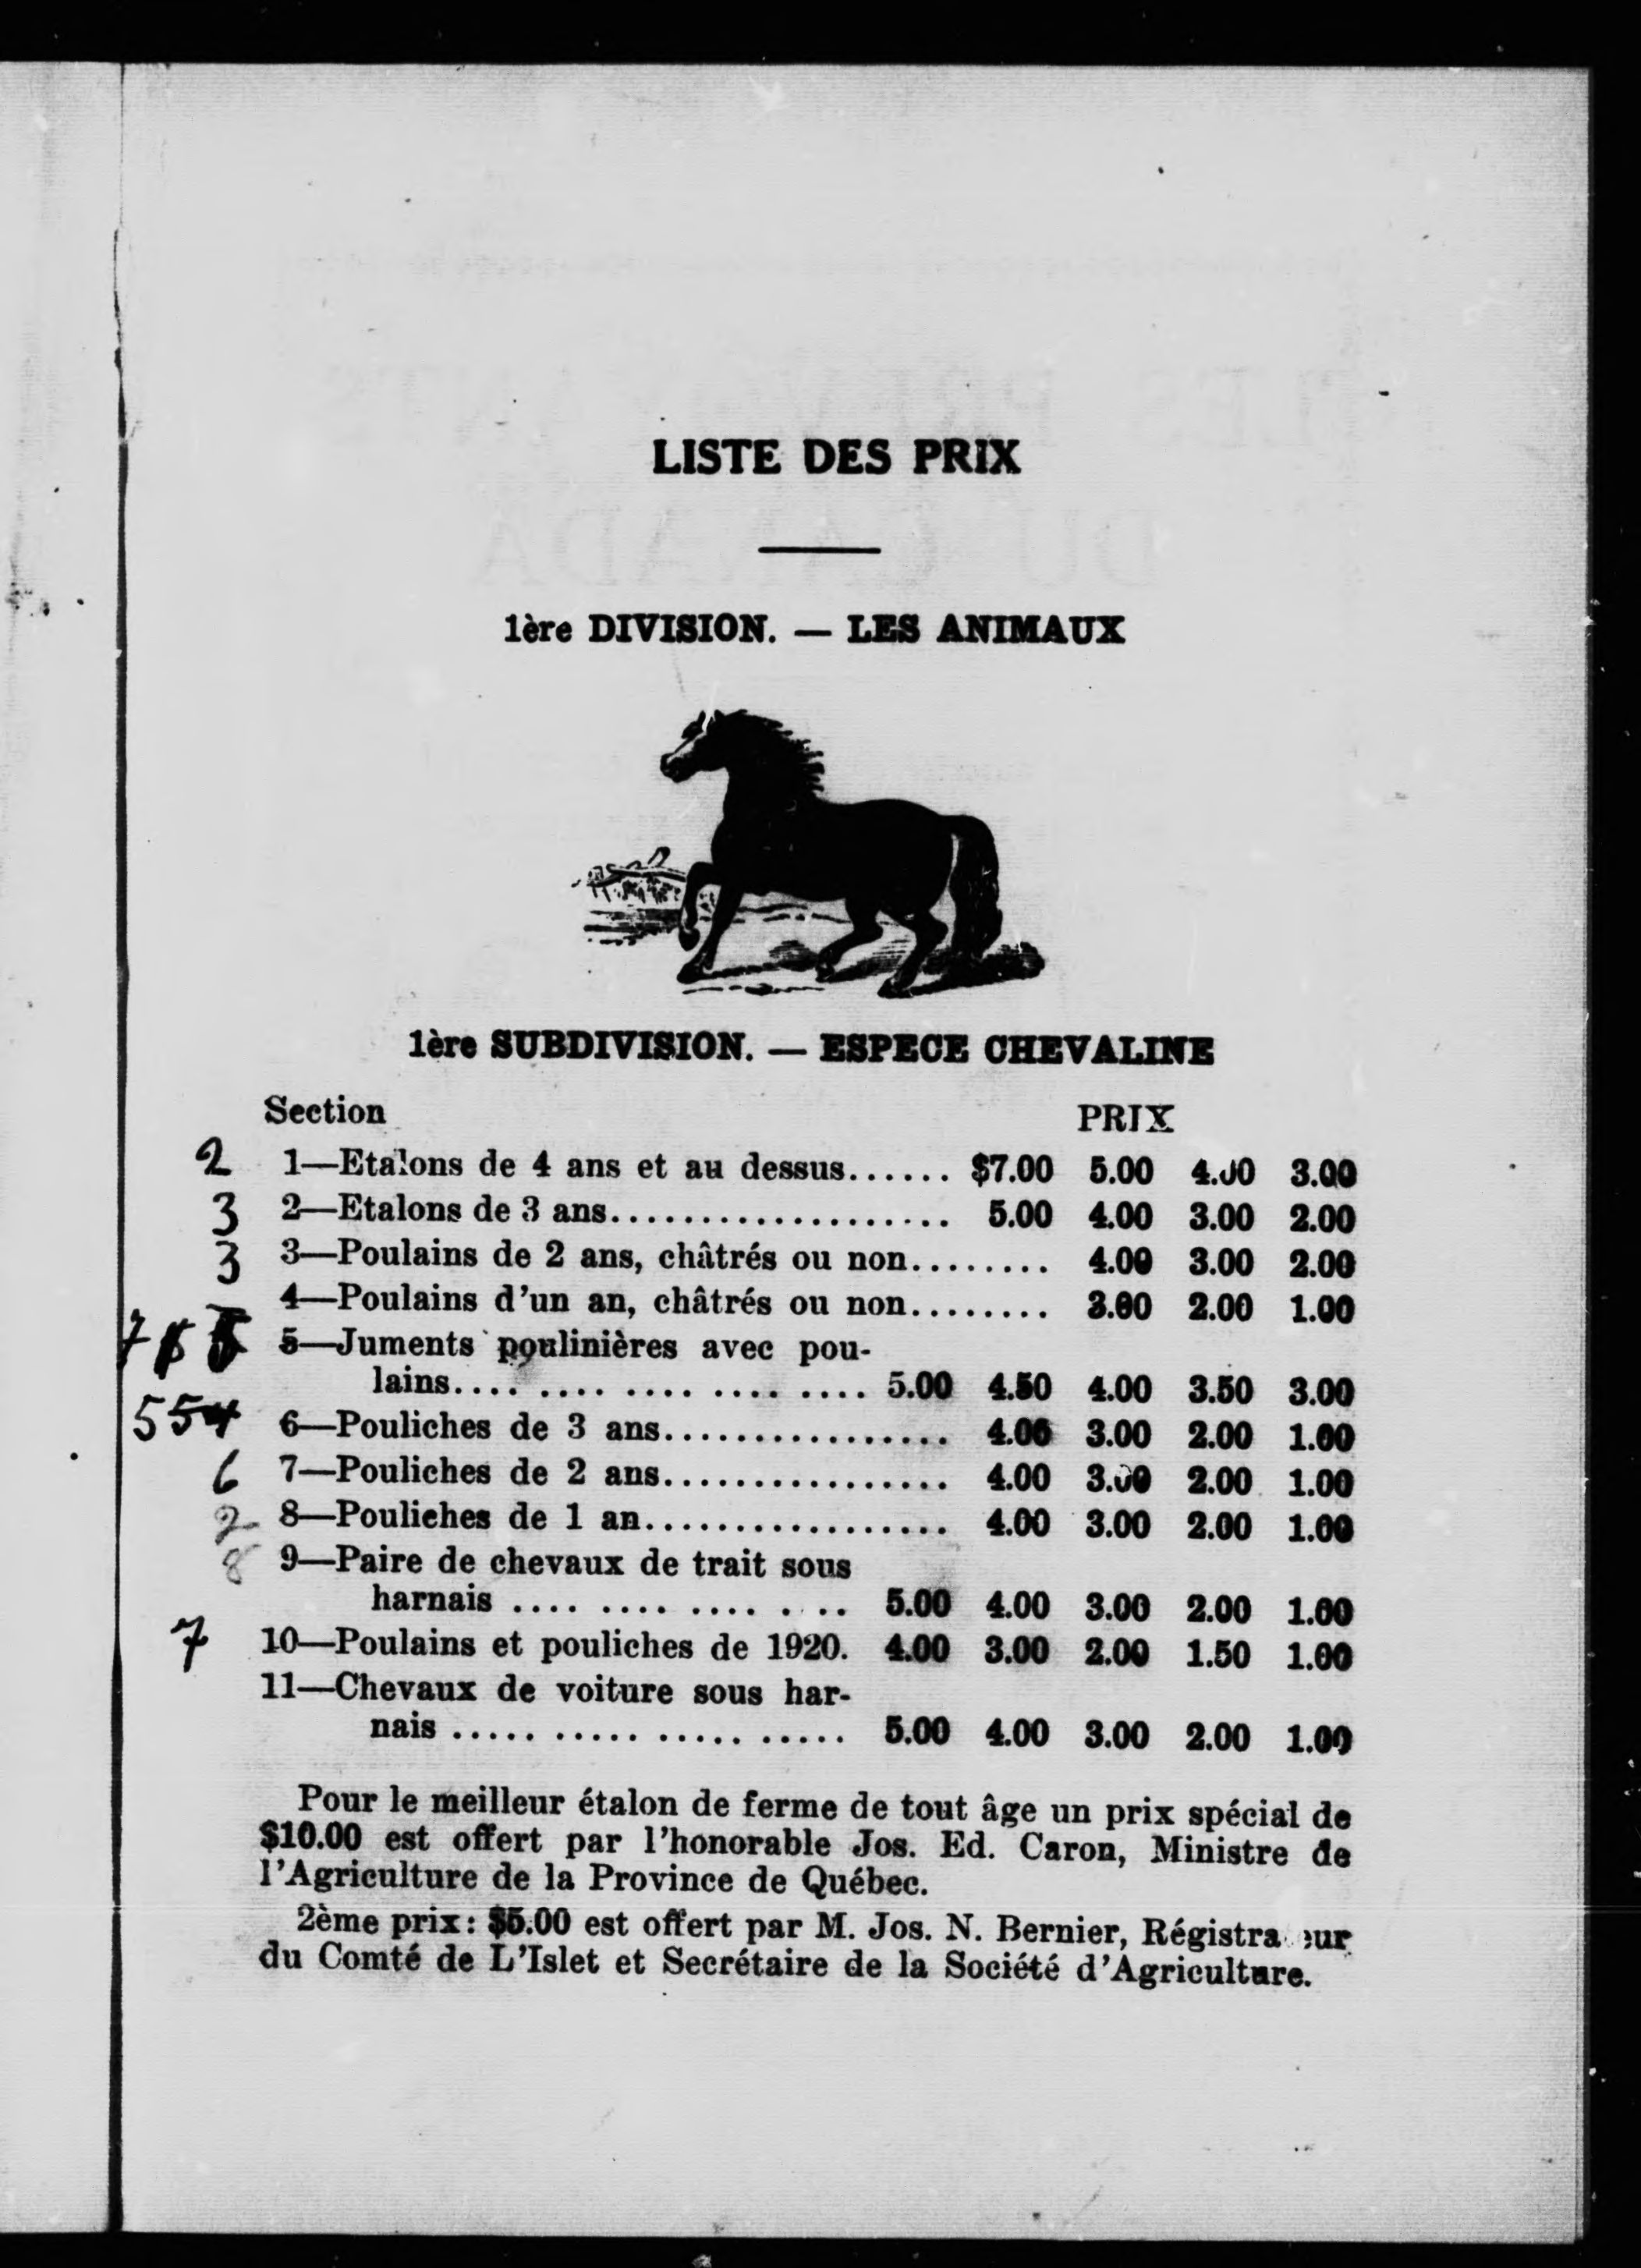 LISTE DES PRIX
1ère DIVISION. — LES ANIMAUX
1ère SUBDIVISION. — ESPECE CHEVALINE
Section PRIX
2 1—Etalons de 4 ans et au dessus...... $7.00 5.00 4.00 3.00
3 2—Etalons de 3 ans................... 5.00 4.00 3.00 2.00
3 3—Poulains de 2 ans, châtrés ou non........ 4.00 3.00 2.00
4—Poulains d'un an, châtrés ou non........ 3.00 2.00 1.00
5—Juments poulinières avec pou-
lains.... .... .... .... .... 5.00 4.50 4.00 3.50 3.00
554 6—Pouliches de 3 ans................ 4.00 3.00 2.00 1.00
6 7—Pouliches de 2 ans................ 4.00 3.00 2.00 1.00
2 8—Pouliches de 1 an................. 4.00 3.00 2.00 1.00
8 9—Paire de chevaux de trait sous
harnais .... .... .... .... 5.00 4.00 3.00 2.00 1.00
7 10—Poulains et pouliches de 1920. 4.00 3.00 2.00 1.50 1.00
11—Chevaux de voiture sous har-
nais ..... ..... ..... ..... 5.00 4.00 3.00 2.00 1.00
Pour le meilleur étalon de ferme de tout âge un prix spécial de
$10.00 est offert par l'honorable Jos. Ed. Caron, Ministre de
l'Agriculture de la Province de Québec.
2ème prix: $5.00 est offert par M. Jos. N. Bernier, Régistrateur
du Comté de L'Islet et Secrétaire de la Société d'Agriculture.